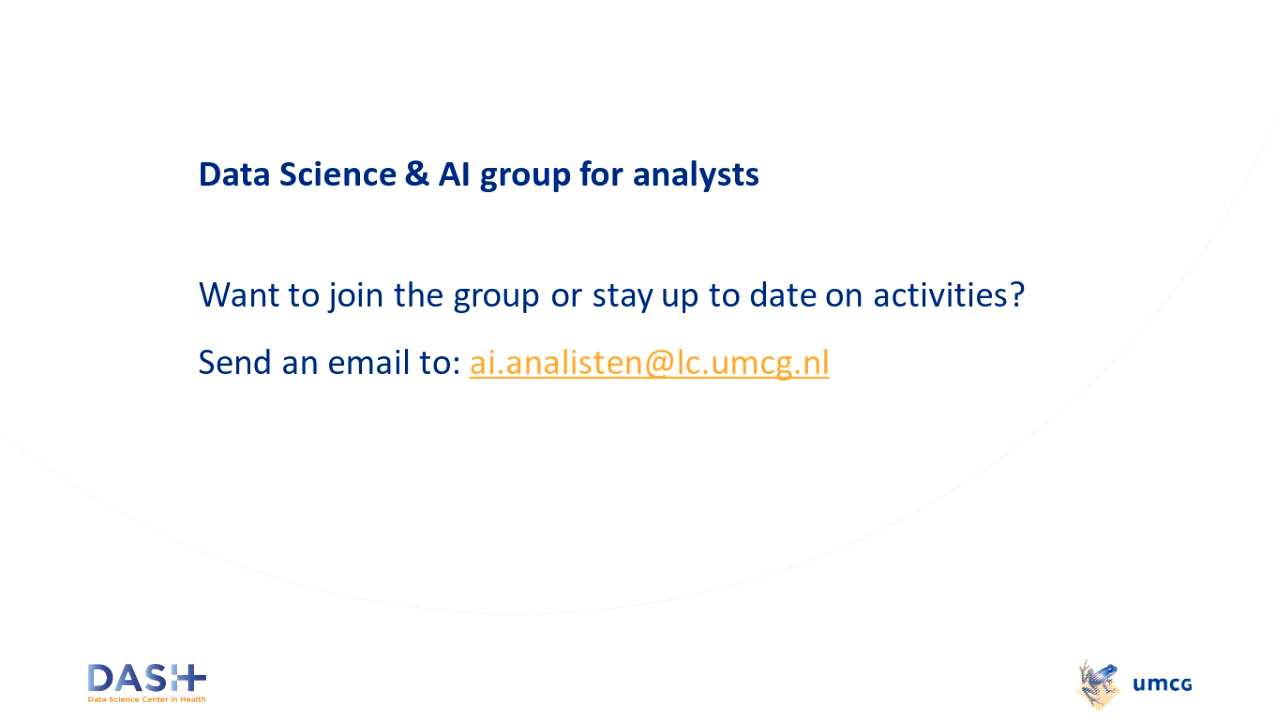 Data Science & AI group for analysts
Want to join the group or stay up to date on activities?
Send an email to: ai.analisten@lc.umcg.nl
DASH
Data Science Center in Health
umcg